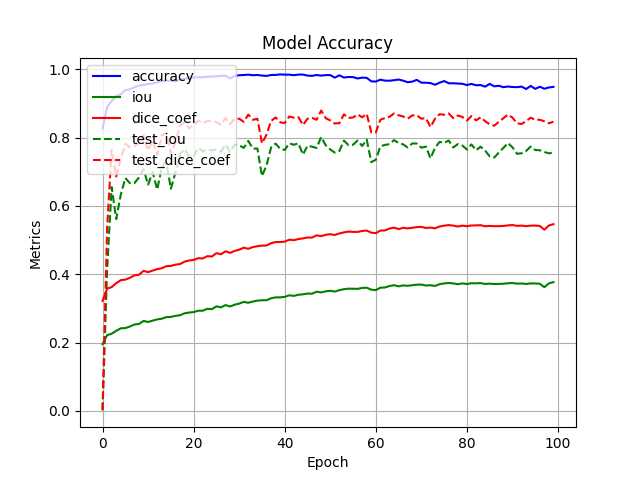 Model Accuracy
1.0
0.8
0.6
0.4
0.2
0.0
Metrics
accuracy
iou
dice_coef
test_iou
test_dice_coef
0 20 40 60 80 100
Epoch